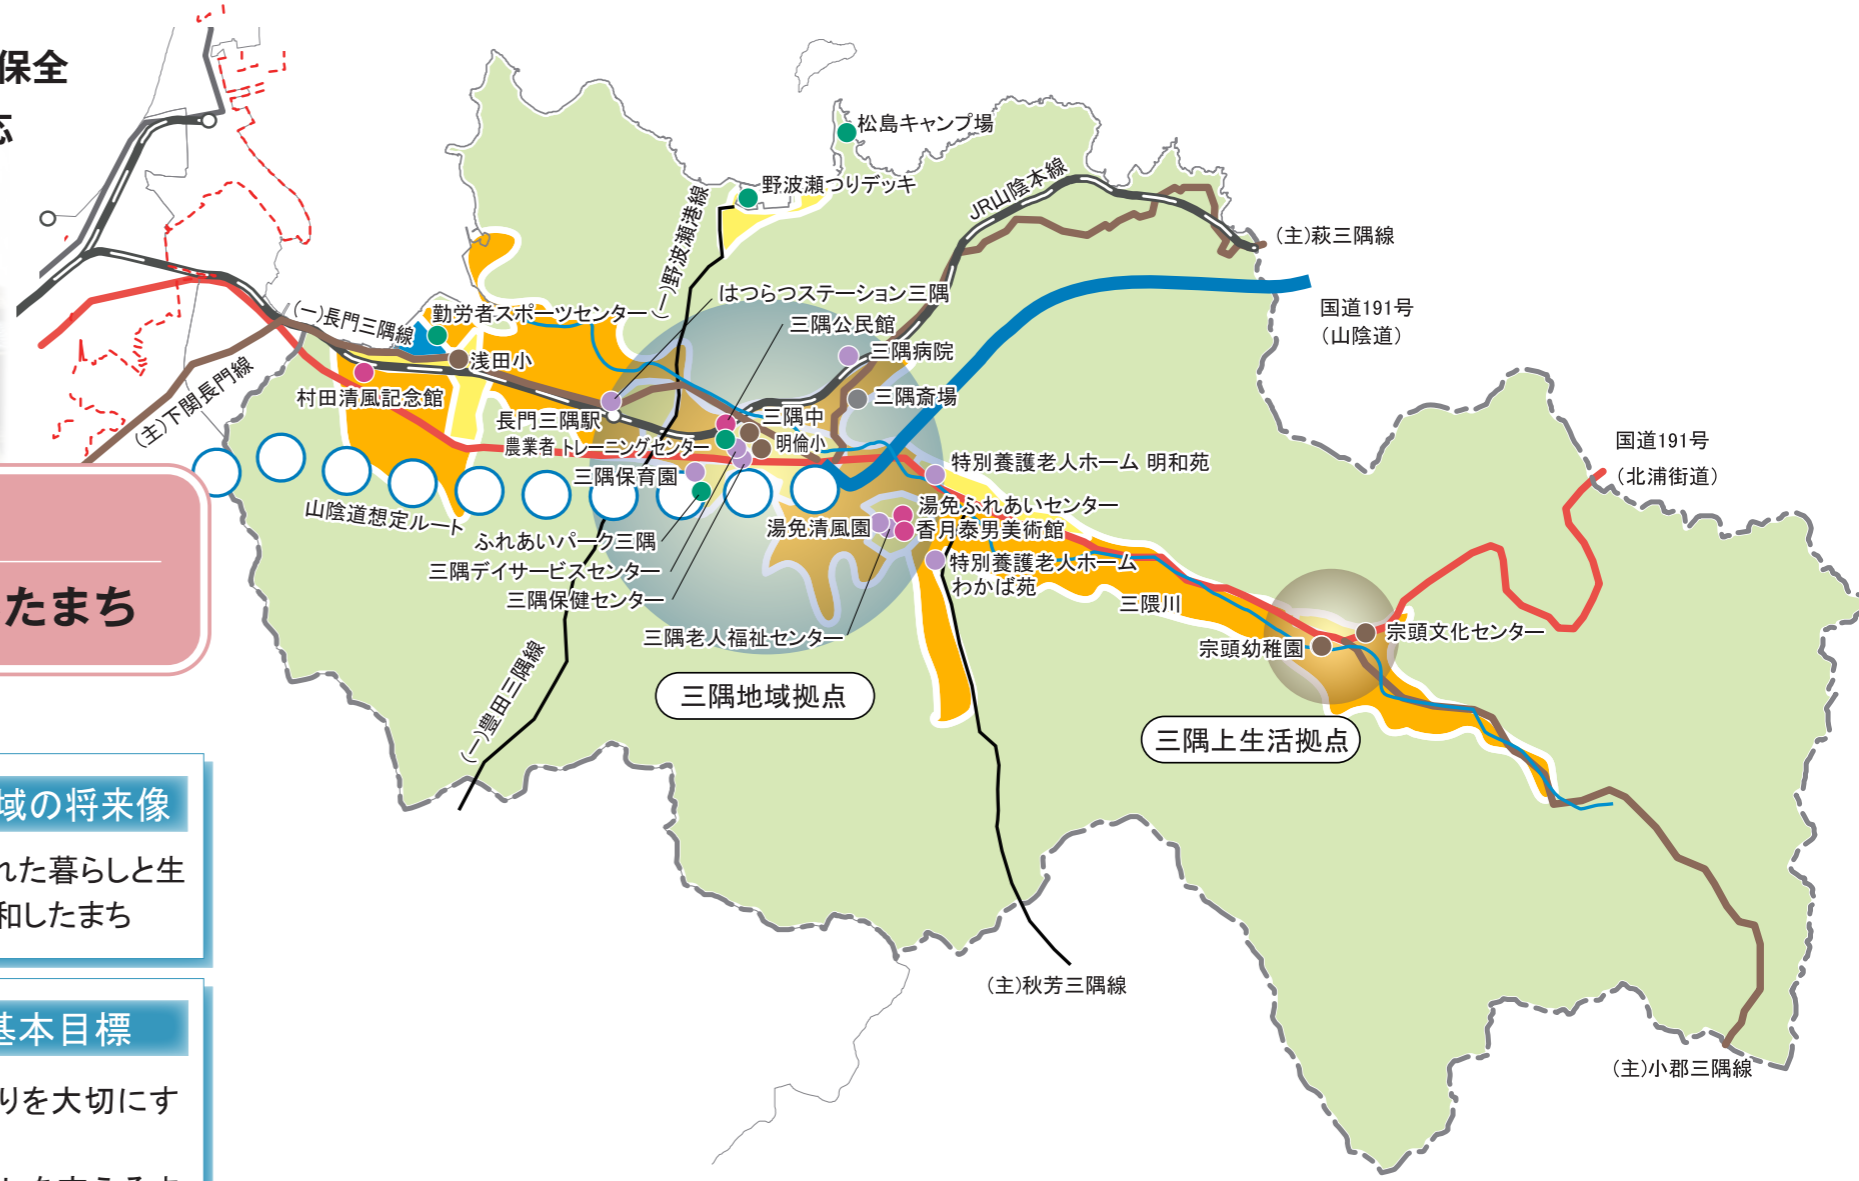 保全
松島キャンプ場
野波瀬つりデッキ
JR山陰本線
(一)野波瀬港線
(主)萩三隅線
国道191号
(山陰道)
はつらつステーション三隅
(一)長門三隅線
勤労者スポーツセンター
三隅公民館
三隅病院
浅田小
(主)下関長門線
村田清風記念館
三隅斎場
長門三隅駅
三隅中
農業者トレーニングセンター
明倫小
国道191号
(北浦街道)
三隅保育園
特別養護老人ホーム 明和苑
山陰道想定ルート
湯免ふれあいセンター
湯免清風園
香月泰男美術館
ふれあいパーク三隅
三隅デイサービスセンター
特別養護老人ホーム
わかば苑
三隅保健センター
三隈川
三隅老人福祉センター
宗頭文化センター
宗頭幼稚園
たまち
(一)豊田三隅線
三隅地域拠点
三隅上生活拠点
域の将来像
れた暮らしと生
和したまち
(主)秋芳三隅線
基本目標
(主)小郡三隅線
りを大切にす